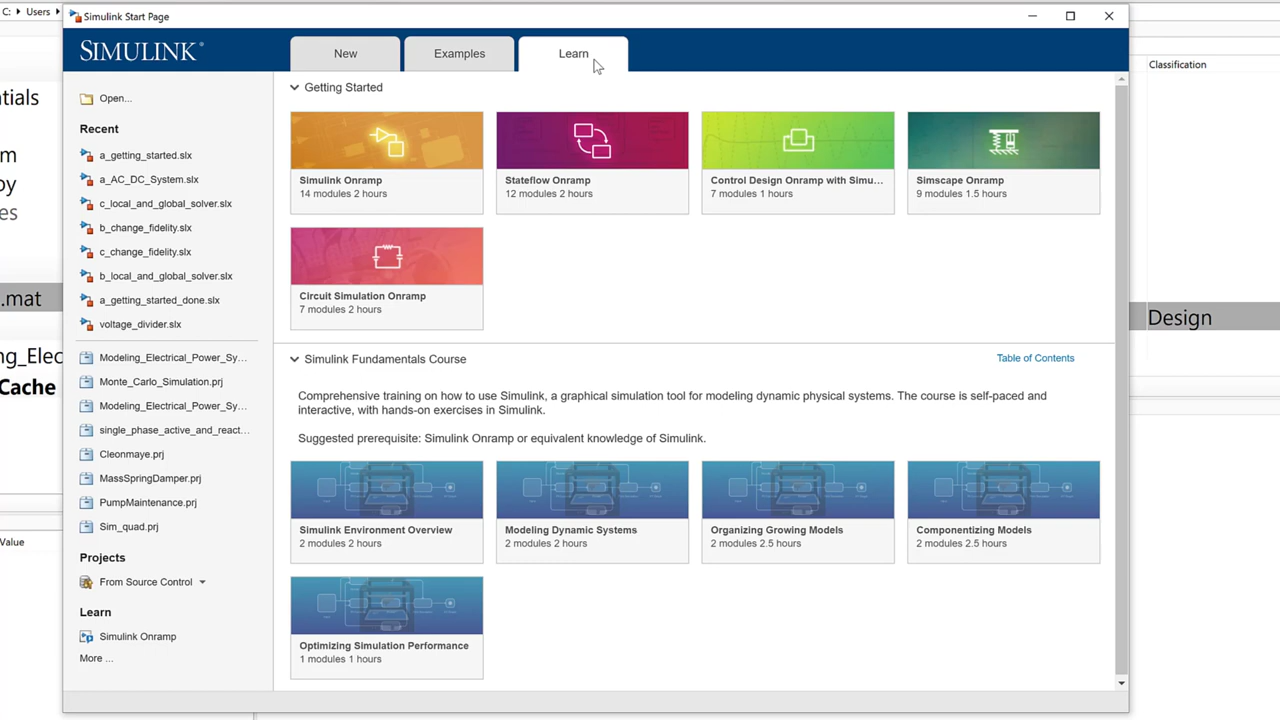 C: Users
Simulink Start Page
SIMULINK®
New
Examples
Learn
Classification
Open...
Recent
a_getting_started.slx
a_AC_DC_System.slx
c_local_and_global_solver.slx
b_change_fidelity.slx
c_change_fidelity.slx
b_local_and_global_solver.slx
a_getting_started_done.slx
voltage_divider.slx
Modeling_Electrical_Power_Sy...
Monte_Carlo_Simulation.prj
Modeling_Electrical_Power_Sy...
single_phase_active_and_react...
Cleonmaye.prj
MassSpringDamper.prj
PumpMaintenance.prj
Sim_quad.prj
Projects
From Source Control
Learn
Simulink Onramp
More ...
Getting Started
Simulink Onramp
14 modules 2 hours
Stateflow Onramp
12 modules 2 hours
Control Design Onramp with Simu...
7 modules 1 hours
Simscape Onramp
9 modules 1.5 hours
Circuit Simulation Onramp
7 modules 2 hours
Simulink Fundamentals Course
Table of Contents
Comprehensive training on how to use Simulink, a graphical simulation tool for modeling dynamic physical systems. The course is self-paced and
interactive, with hands-on exercises in Simulink.
Suggested prerequisite: Simulink Onramp or equivalent knowledge of Simulink.
Simulink Environment Overview
2 modules 2 hours
Modeling Dynamic Systems
2 modules 2 hours
Organizing Growing Models
2 modules 2.5 hours
Componentizing Models
2 modules 2.5 hours
Optimizing Simulation Performance
1 modules 1 hours
ntials
m
by
es
.mat
ng_Elec
Cache
Value
Design